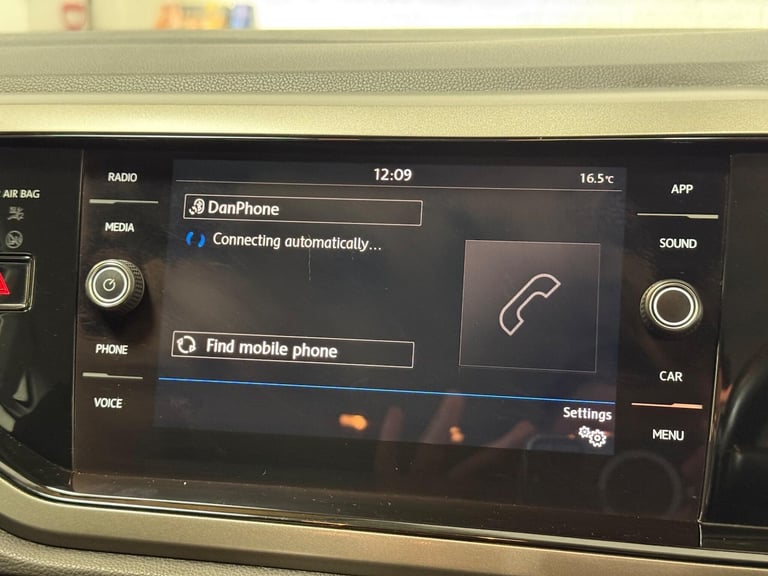 AIR BAG
RADIO
MEDIA
PHONE
VOICE
12:09
16.5°C
DanPhone
Connecting automatically...
Find mobile phone
Settings
APP
SOUND
CAR
MENU